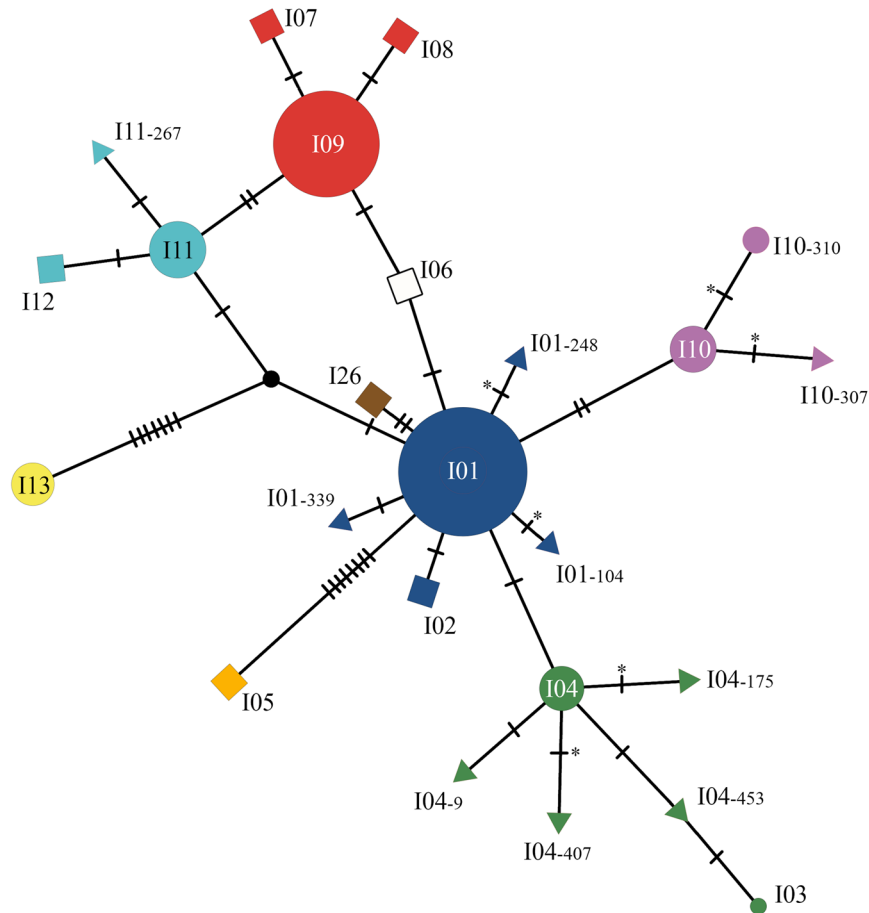 I07
I08
I11-267
I09
I11
I06
I10-310
I12
I10
*
*
I26
I01-248
*
I10-307
I13
I01
I01-339
*
I01-104
I02
I05
I04
*
I04-175
*
I04-9
I04-453
I04-407
I03